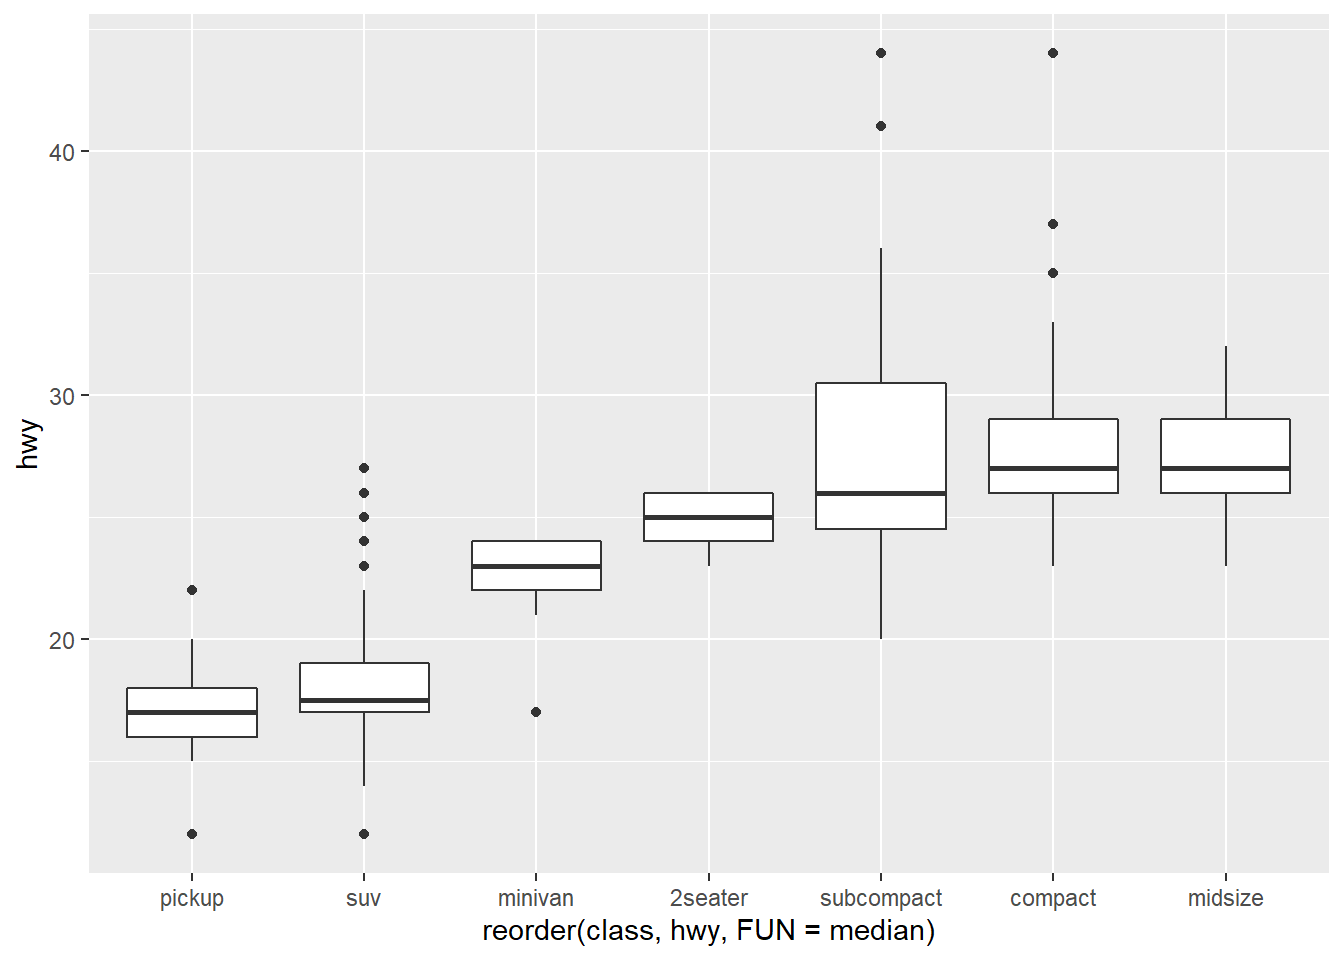 hwy
40
30
20
pickup suv minivan 2seater subcompact compact midsize
reorder(class, hwy, FUN = median)